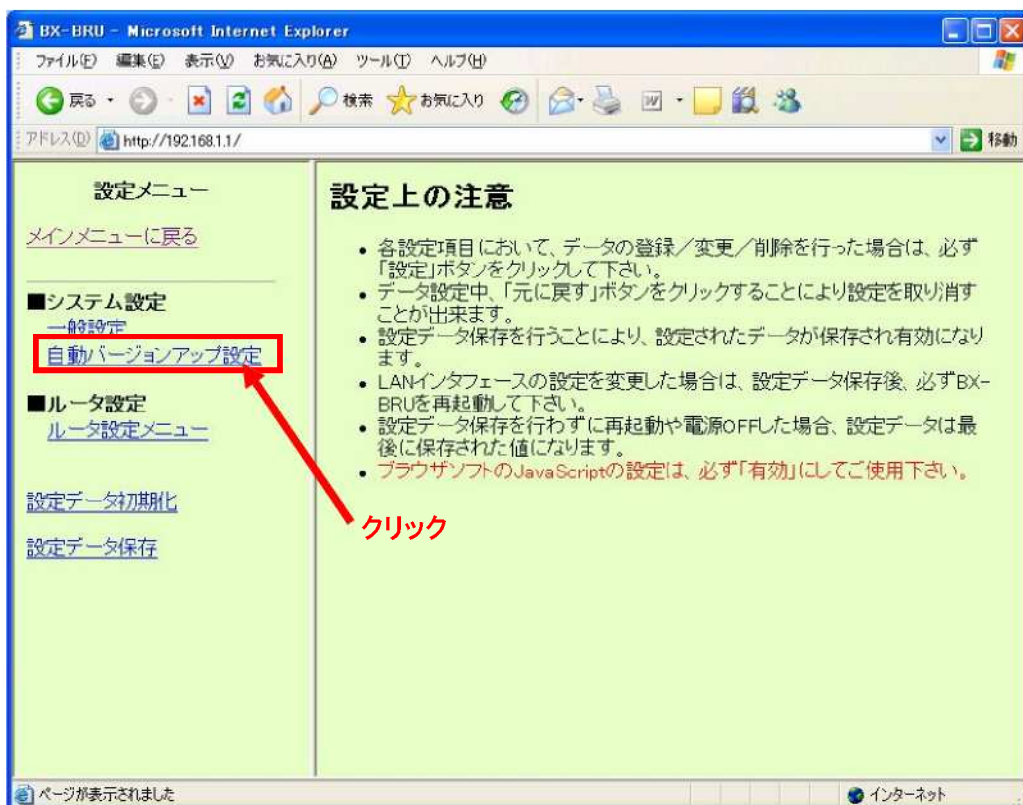 BX-BRU - Microsoft Internet Explorer
ファイル(F) 編集(E) 表示(V) お気に入り(A) ツール(T) ヘルプ(H)
戻る 検索 お気に入り
アドレス(D) http://192.168.1.1/ 移動
設定メニュー
メインメニューに戻る
■システム設定
一般設定
自動バージョンアップ設定
■ルータ設定
ルータ設定メニュー
設定データ初期化
設定データ保存
クリック
設定上の注意
• 各設定項目において、データの登録／変更／削除を行った場合は、必ず
「設定」ボタンをクリックして下さい。
• データ設定中、「元に戻す」ボタンをクリックすることにより設定を取り消す
ことが出来ます。
• 設定データ保存を行うことにより、設定されたデータが保存され有効になり
ます。
• LANインタフェースの設定を変更した場合は、設定データ保存後、必ずBX-
BRUを再起動して下さい。
• 設定データ保存を行わずに再起動や電源OFFした場合、設定データは最
後に保存された値になります。
• ブラウザソフトのJavaScriptの設定は、必ず「有効」にしてご使用下さい。
ページが表示されました インターネット